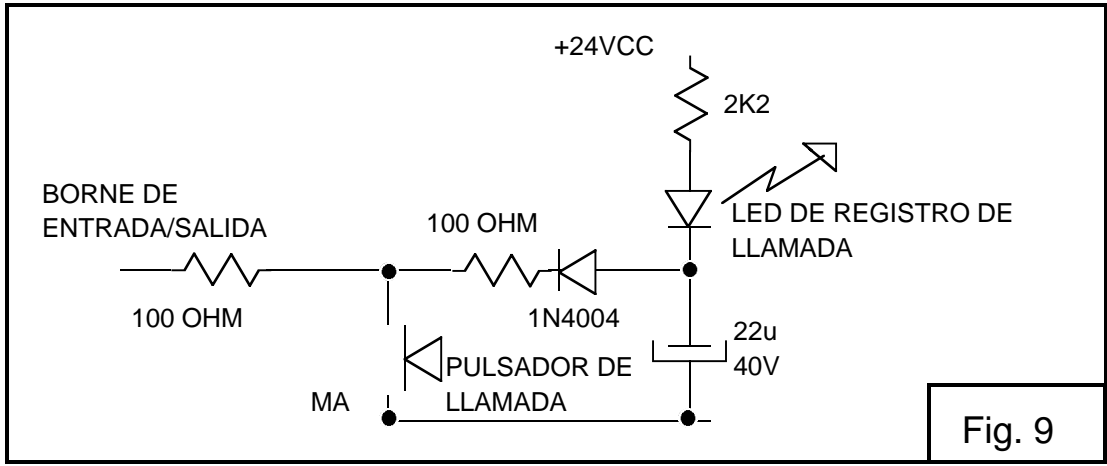 +24VCC
2K2
BORNE DE
ENTRADA/SALIDA
100 OHM
LED DE REGISTRO DE
LLAMADA
100 OHM
1N4004
22u
40V
PULSADOR DE
LLAMADA
MA
Fig. 9